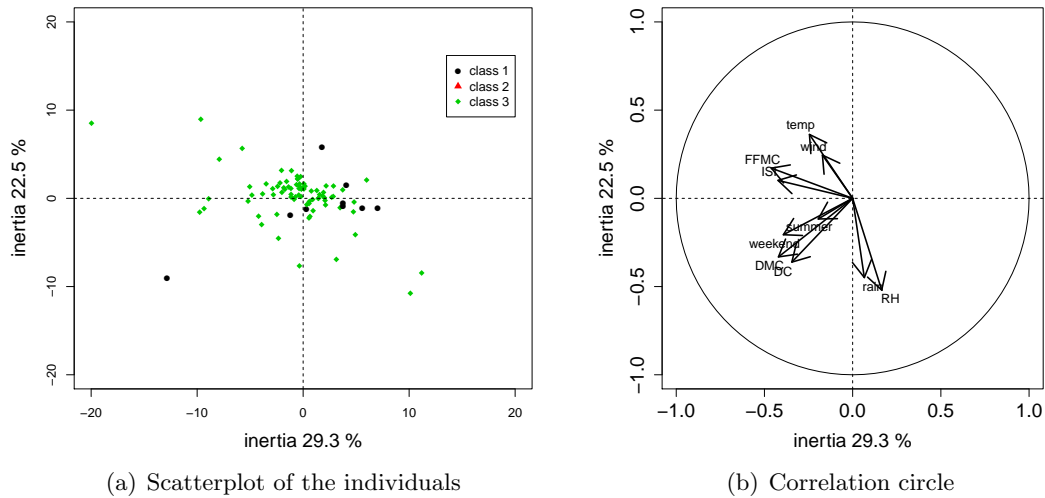 20
10
0
−10
−20
inertia 22.5 %
class 1
class 2
class 3
−20
−10
0
10
20
inertia 29.3 %
(a) Scatterplot of the individuals
1.0
0.5
0.0
−0.5
−1.0
inertia 22.5 %
temp
wind
FFMC
ISI
summer
weekend
DMC
DC
rain
RH
−1.0
−0.5
0.0
0.5
1.0
inertia 29.3 %
(b) Correlation circle